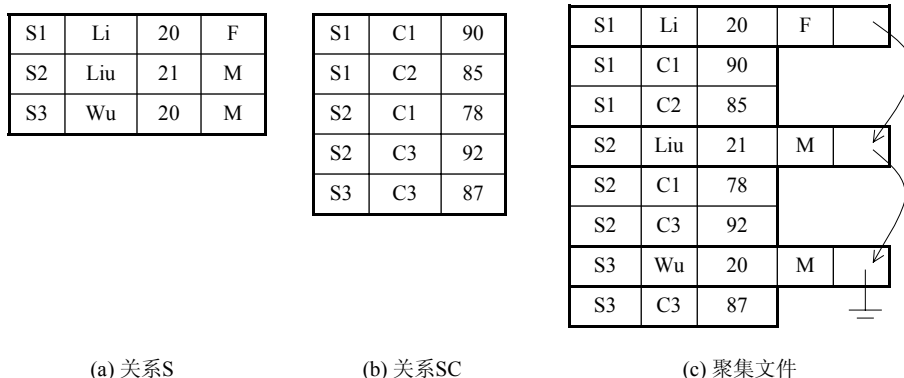 S1 Li 20 F
S2 Liu 21 M
S3 Wu 20 M
S1 C1 90
S1 C2 85
S2 C1 78
S2 C3 92
S3 C3 87
S1 Li 20 F
S1 C1 90
S1 C2 85
S2 Liu 21 M
S2 C1 78
S2 C3 92
S3 Wu 20 M
S3 C3 87
(a) 关系S
(b) 关系SC
(c) 聚集文件